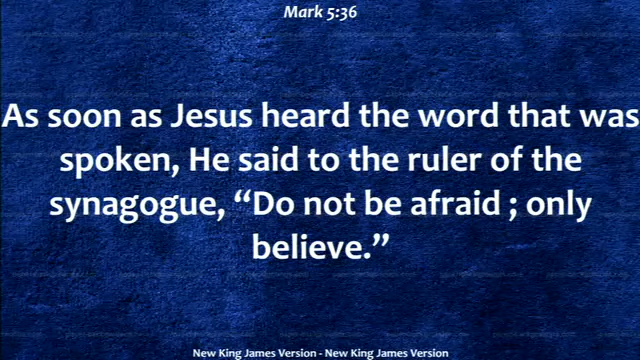 Mark 5:36
As soon as Jesus heard the word that was
spoken, He said to the ruler of the
synagogue, “Do not be afraid ; only
believe.”
New King James Version - New King James Version